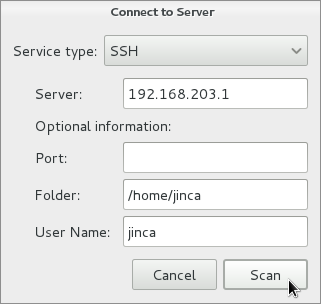 Connect to Server
Service type: SSH
Server: 192.168.203.1
Optional information:
Port:
Folder: /home/jinca
User Name: jinca
Cancel Scan